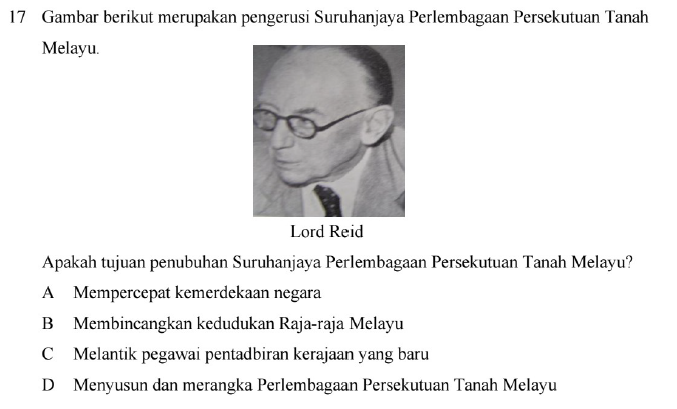 17 Gambar berikut merupakan pengerusi Suruhanjaya Perlembagaan Persekutuan Tanah
Melayu.
Lord Reid
Apakah tujuan penubuhan Suruhanjaya Perlembagaan Persekutuan Tanah Melayu?
A Mempercepat kemerdekaan negara
B Membincangkan kedudukan Raja-raja Melayu
C Melantik pegawai pentadbiran kerajaan yang baru
D Menyusun dan merangka Perlembagaan Persekutuan Tanah Melayu